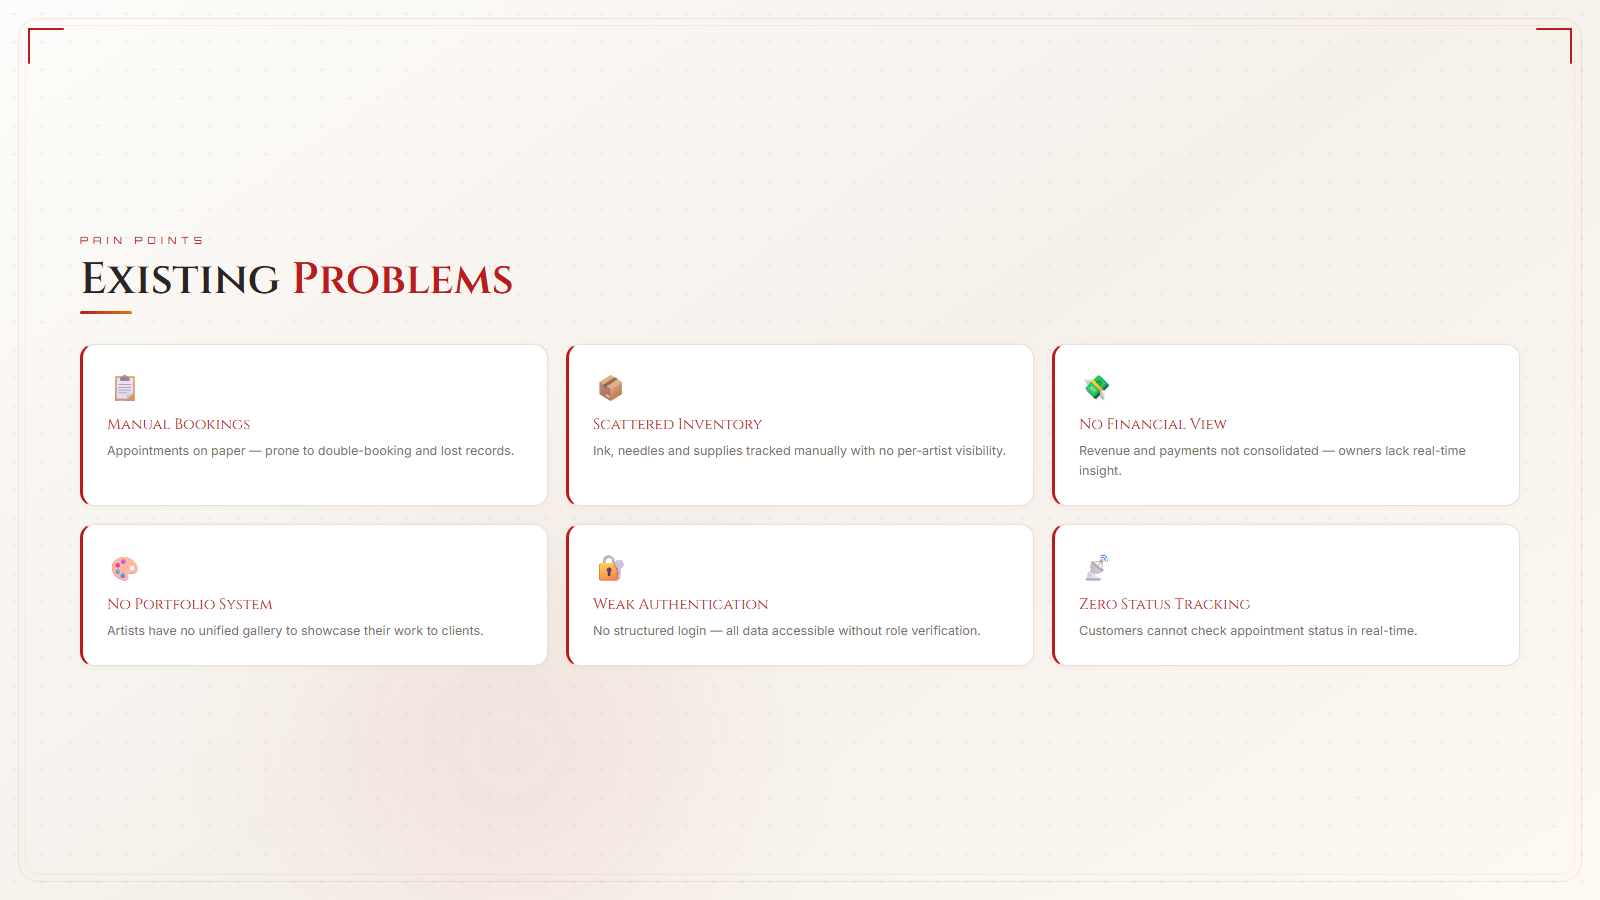 PAIN POINTS
Existing Problems
Manual Bookings
Appointments on paper — prone to double-booking and lost records.
Scattered Inventory
Ink, needles and supplies tracked manually with no per-artist visibility.
No Financial View
Revenue and payments not consolidated — owners lack real-time
insight.
No Portfolio System
Artists have no unified gallery to showcase their work to clients.
Weak Authentication
No structured login — all data accessible without role verification.
Zero Status Tracking
Customers cannot check appointment status in real-time.